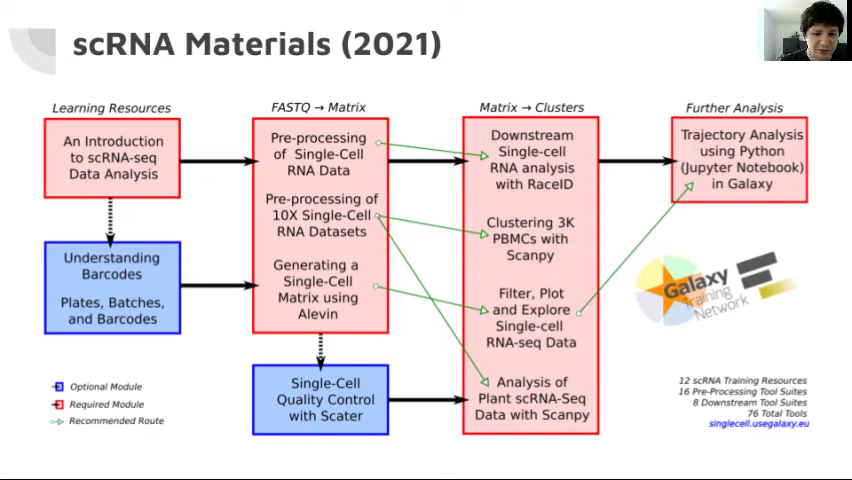 scRNA Materials (2021)
Learning Resources
FASTQ → Matrix
Matrix → Clusters
Further Analysis
An Introduction
to scRNA-seq
Data Analysis
Understanding
Barcodes
Plates, Batches,
and Barcodes
Pre-processing
of Single-Cell
RNA Data
Pre-processing of
10X Single-Cell
RNA Datasets
Generating a
Single-Cell
Matrix using
Alevin
Single-Cell
Quality Control
with Scater
Downstream
Single-cell
RNA analysis
with RaceID
Clustering 3K
PBMCs with
Scanpy
Filter, Plot
and Explore
Single-cell
RNA-seq Data
Analysis of
Plant scRNA-Seq
Data with Scanpy
Trajectory Analysis
using Python
(Jupyter Notebook)
in Galaxy
Galaxy
Training
Network
Optional Module
Required Module
Recommended Route
12 scRNA Training Resources
16 Pre-Processing Tool Suites
8 Downstream Tool Suites
76 Total Tools
singlecell.usegalaxy.eu